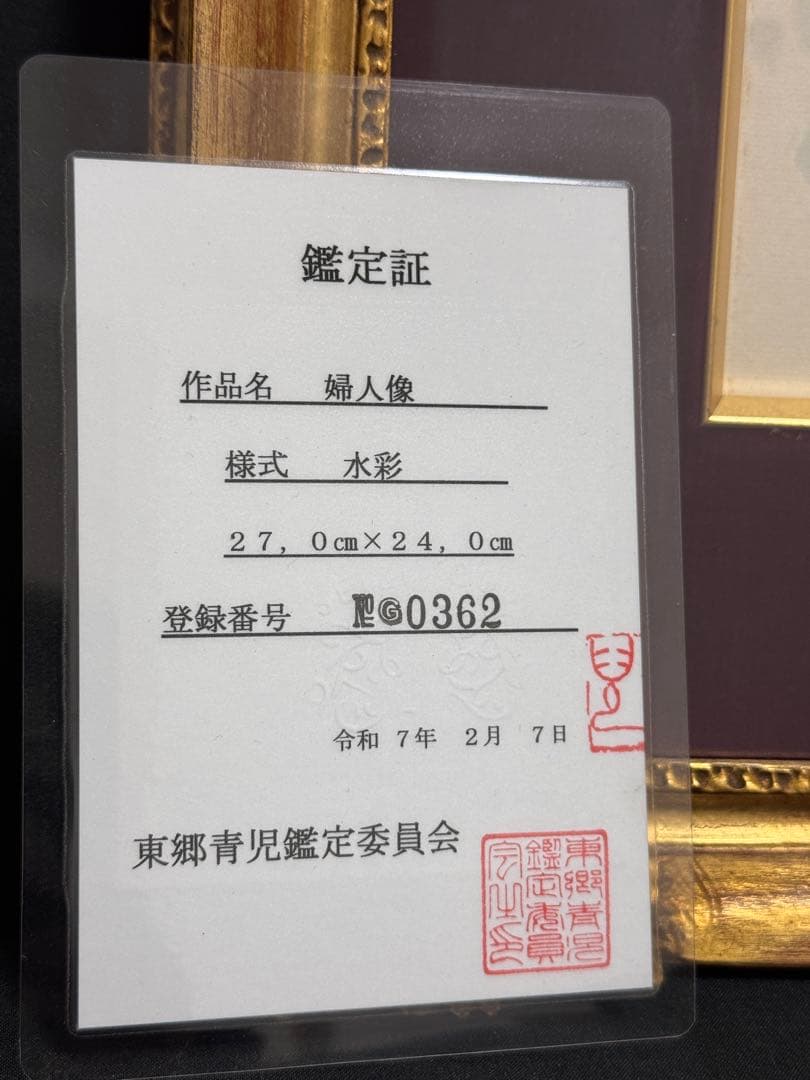 鑑定証
作品名 婦人像
様式 水彩
２７，０㎝×２４，０㎝
登録番号 №G0362
令和 ７年 ２月 ７日
東郷青児鑑定委員会
東郷青児
鑑定委員
会之印